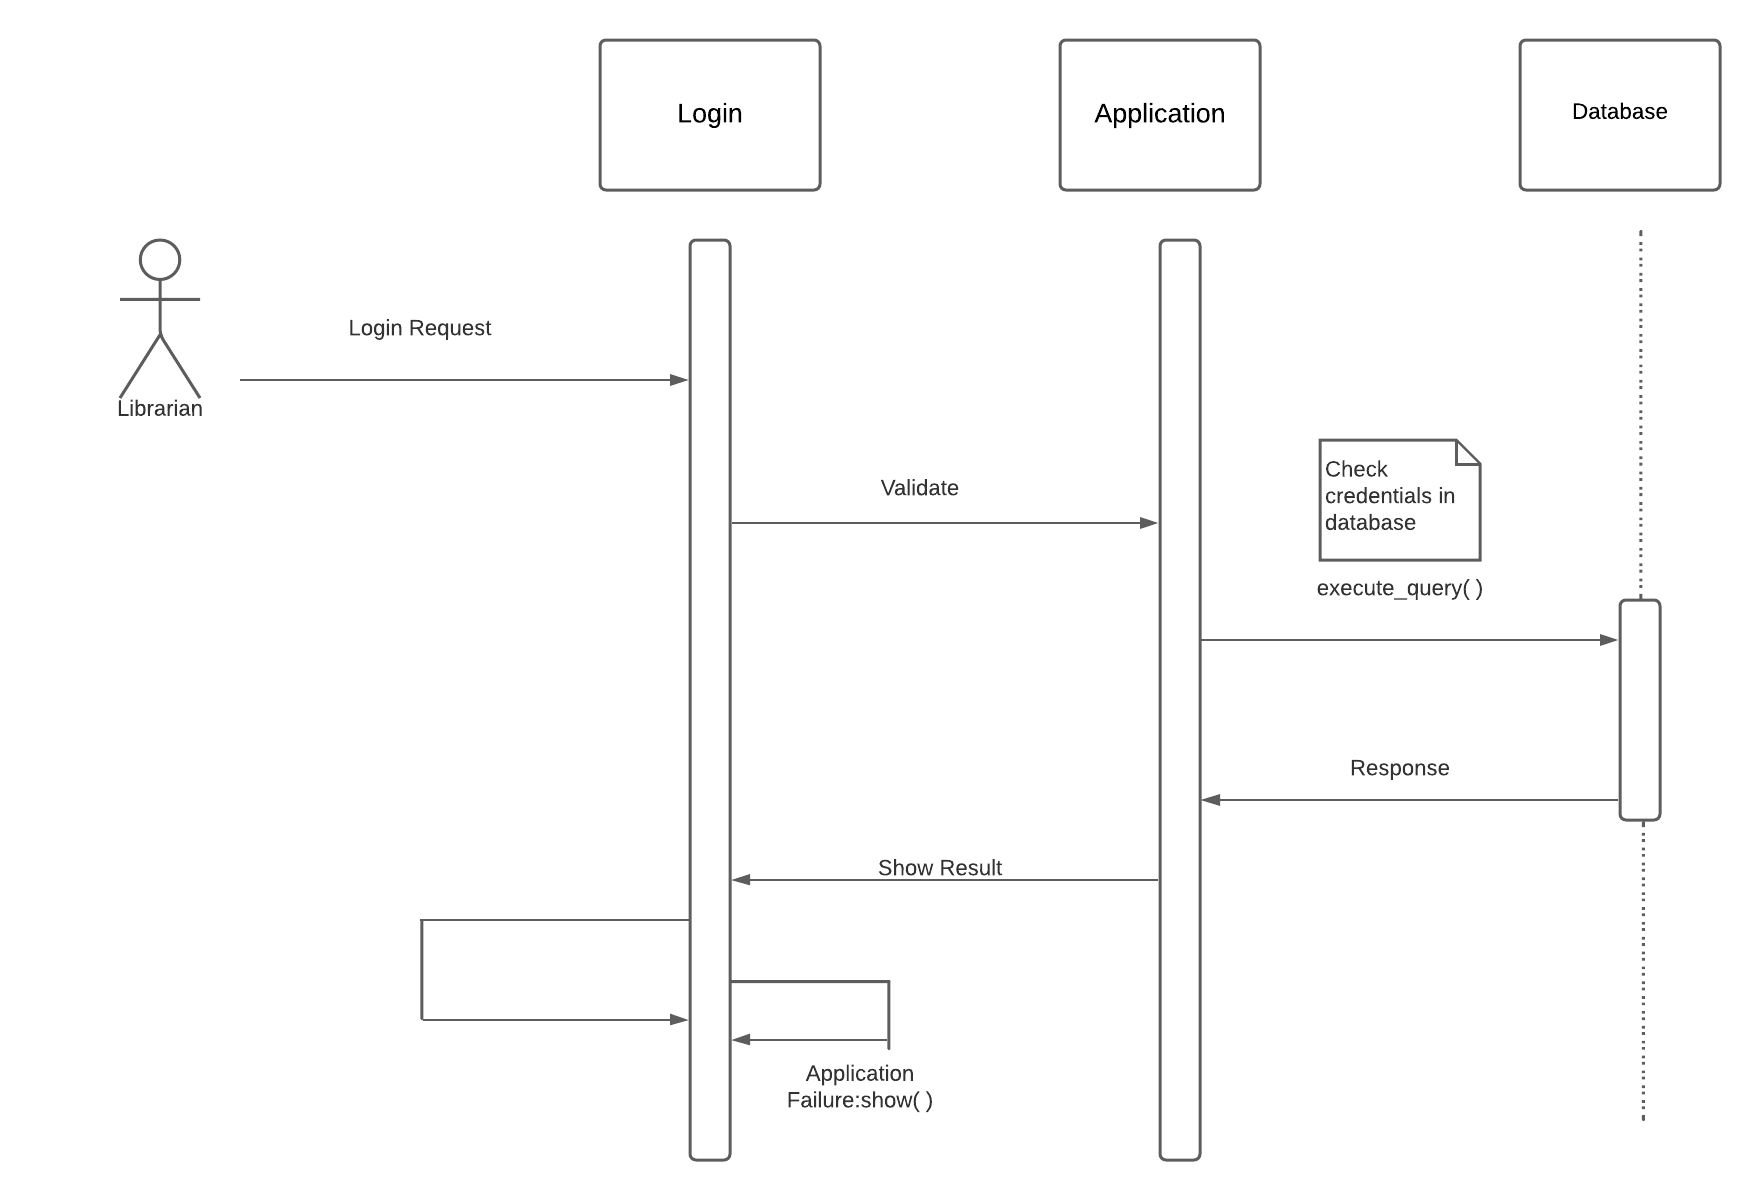 Login
Application
Database
Login Request
Librarian
Validate
Check
credentials in
database
execute_query( )
Response
Show Result
Application
Failure:show( )